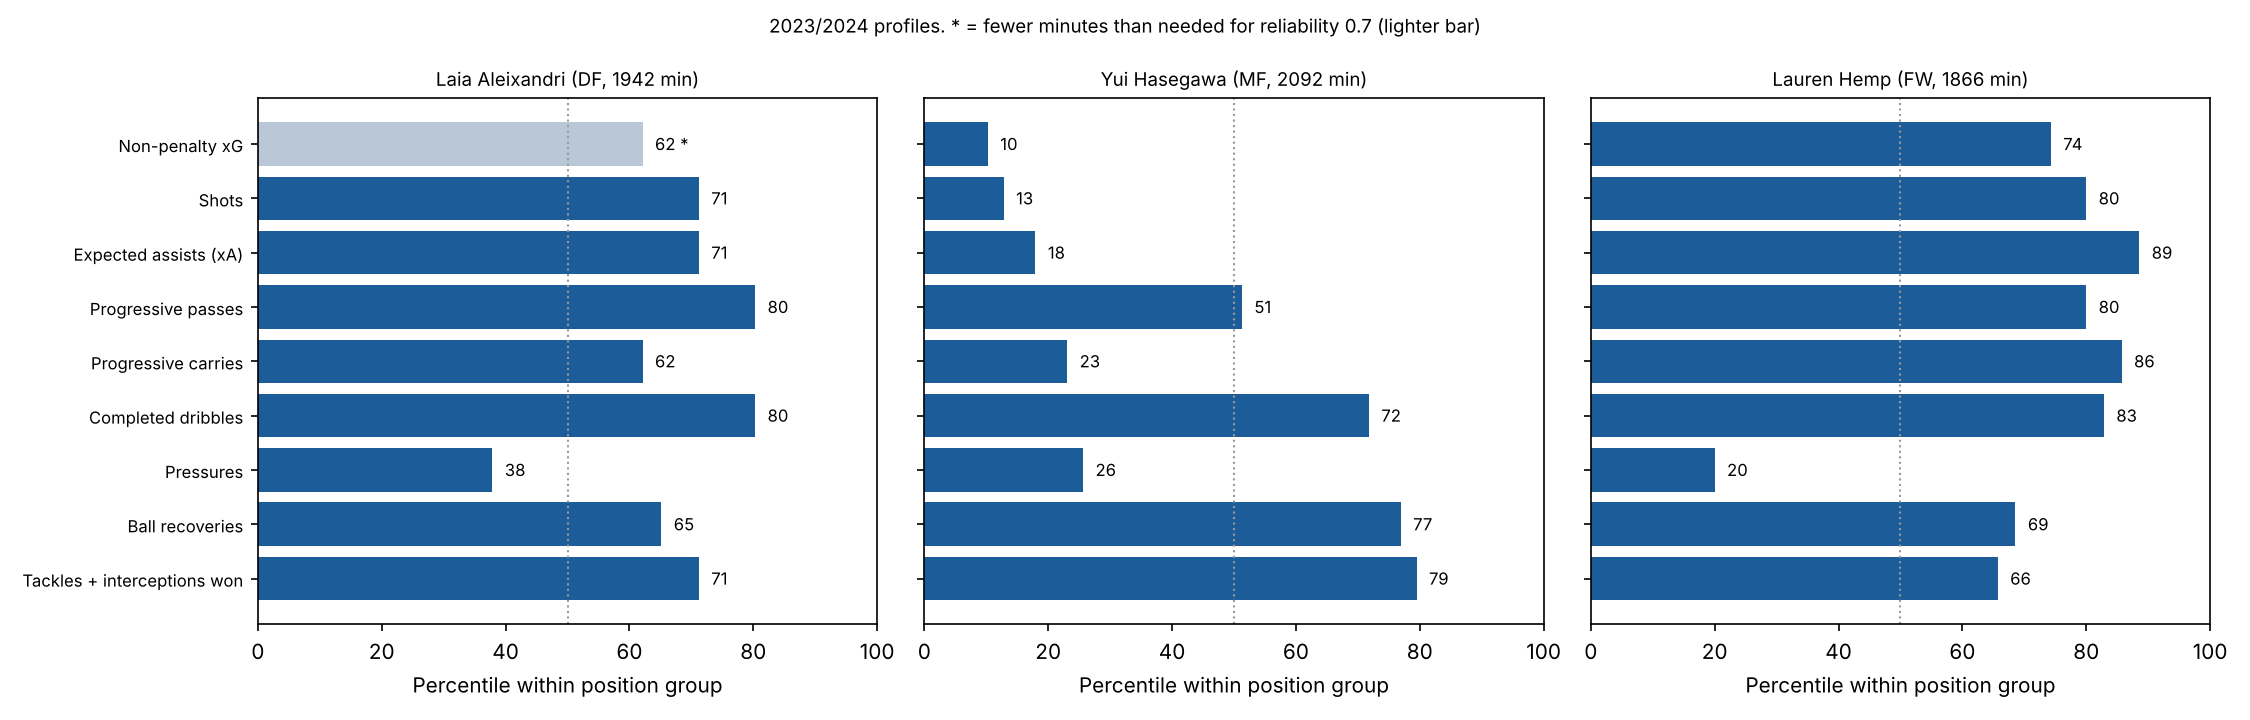 2023/2024 profiles. * = fewer minutes than needed for reliability 0.7 (lighter bar)
Laia Aleixandri (DF, 1942 min)
Non-penalty xG
62 *
Shots
71
Expected assists (xA)
71
Progressive passes
80
Progressive carries
62
Completed dribbles
80
Pressures
38
Ball recoveries
65
Tackles + interceptions won
71
0 20 40 60 80 100
Percentile within position group
Yui Hasegawa (MF, 2092 min)
10
13
18
51
23
72
26
77
79
0 20 40 60 80 100
Percentile within position group
Lauren Hemp (FW, 1866 min)
74
80
89
80
86
83
20
69
66
0 20 40 60 80 100
Percentile within position group